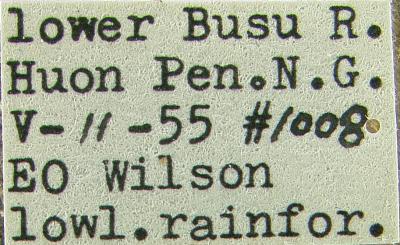 lower Busu R.
Huon Pen.N.G.
V-11-55 #1008
EO Wilson
lowl.rainfor.